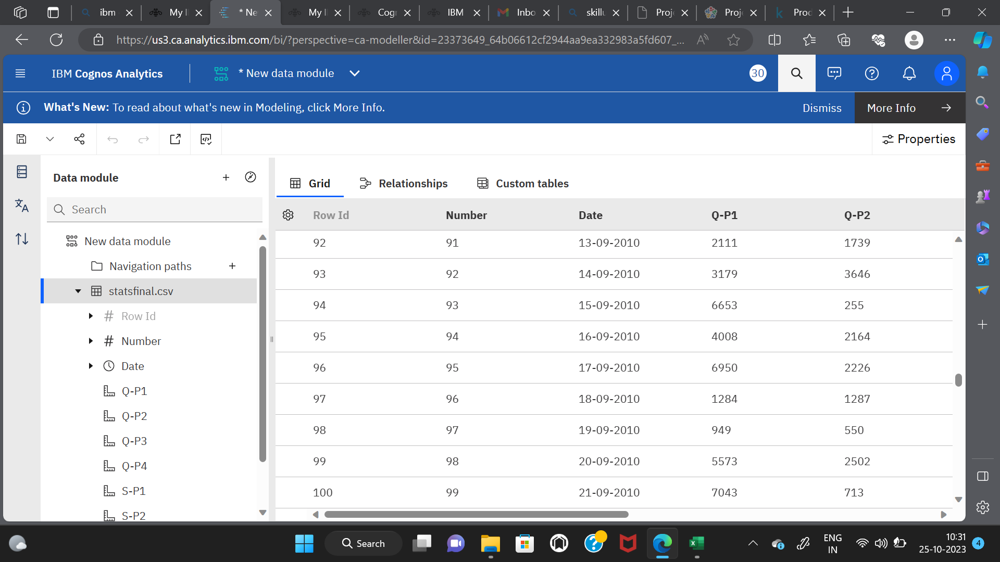 ibm
My I
* Ne
My I
Cog
IBM
Inbo
skill
Proj
Proj
Prod
https://us3.ca.analytics.ibm.com/bi/?perspective=ca-modeller&id=23373649_64b06612cf2944aa9ea332983a5fd607_...
IBM Cognos Analytics
* New data module
30
What's New: To read about what's new in Modeling, click More Info.
Dismiss
More Info
Properties
Data module
Search
New data module
Navigation paths
statsfinal.csv
Row Id
Number
Date
Q-P1
Q-P2
Q-P3
Q-P4
S-P1
S-P2
Grid Relationships Custom tables
Row Id Number Date Q-P1 Q-P2
92 91 13-09-2010 2111 1739
93 92 14-09-2010 3179 3646
94 93 15-09-2010 6653 255
95 94 16-09-2010 4008 2164
96 95 17-09-2010 6950 2226
97 96 18-09-2010 1284 1287
98 97 19-09-2010 949 550
99 98 20-09-2010 5573 2502
100 99 21-09-2010 7043 713
Search
ENG
IN
10:31
25-10-2023
4